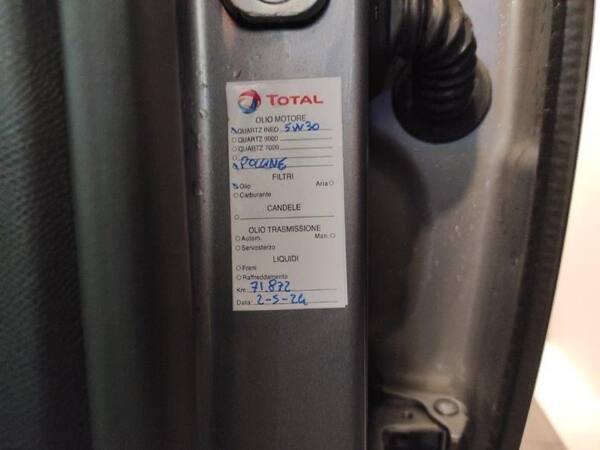 TOTAL
OLIO MOTORE
QUARTZ INEO 5W30
QUARTZ 9000
QUARTZ 7000
POLLINE
FILTRI
Olio Aria
Carburante
CANDELE
OLIO TRASMISSIONE
Autom. Man.
Servosterzo
LIQUIDI
Freni
Raffreddamento
Km: 71.872
Data: 2-5-24